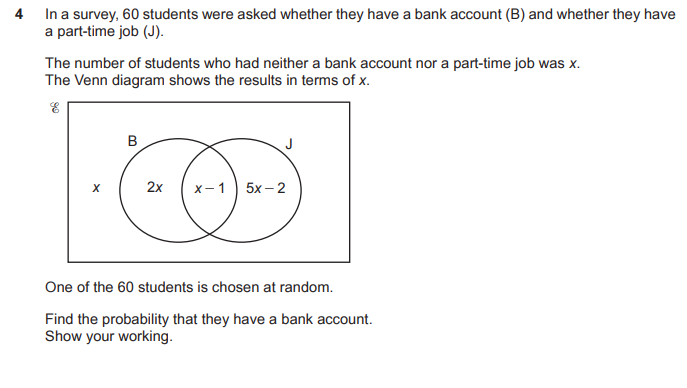 4 In a survey, 60 students were asked whether they have a bank account (B) and whether they have
a part-time job (J).
The number of students who had neither a bank account nor a part-time job was x.
The Venn diagram shows the results in terms of x.
ℰ
B J
x 2x x – 1 5x – 2
One of the 60 students is chosen at random.
Find the probability that they have a bank account.
Show your working.